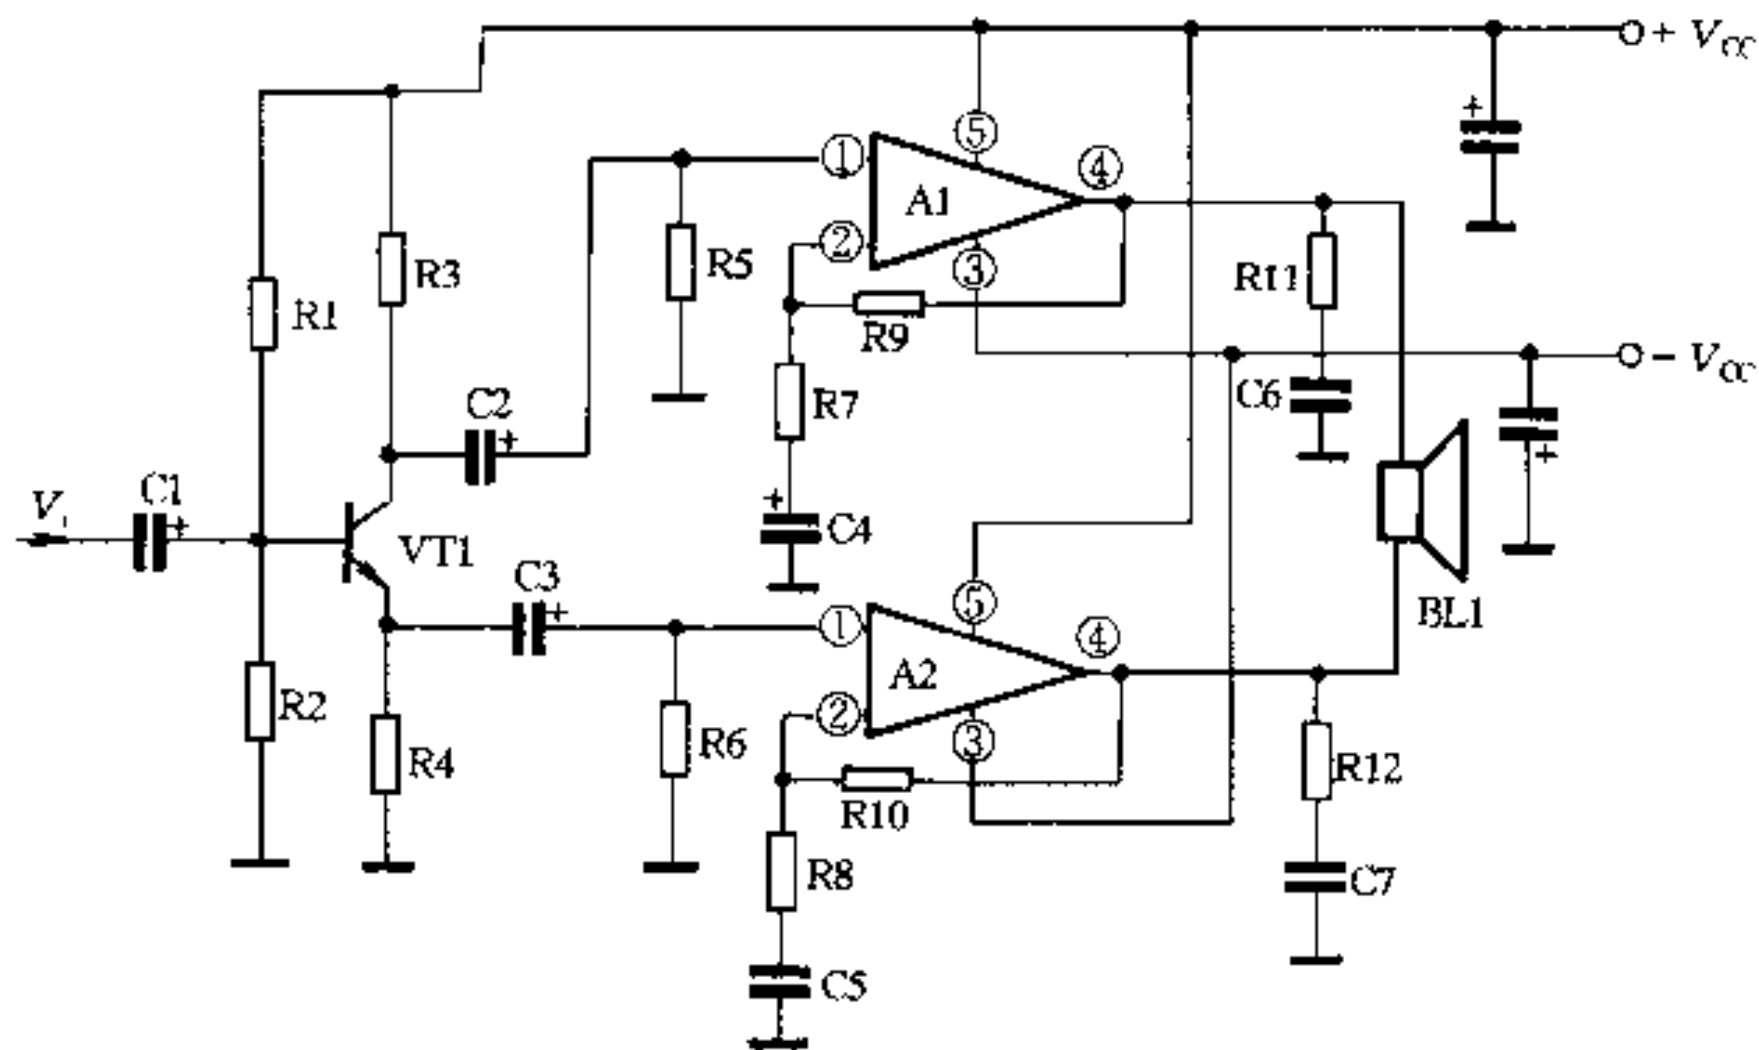 + VCC
⑤
① A1 ④
②
③
R5
R3
R1
R9
R11
− VCC
R7
C6
C2
C1
Vi
+
VT1
+
C4
C3
+
⑤
① A2 ④
②
③
BL1
R2
R4
R6
R10
R12
R8
C7
C5
+
+
+